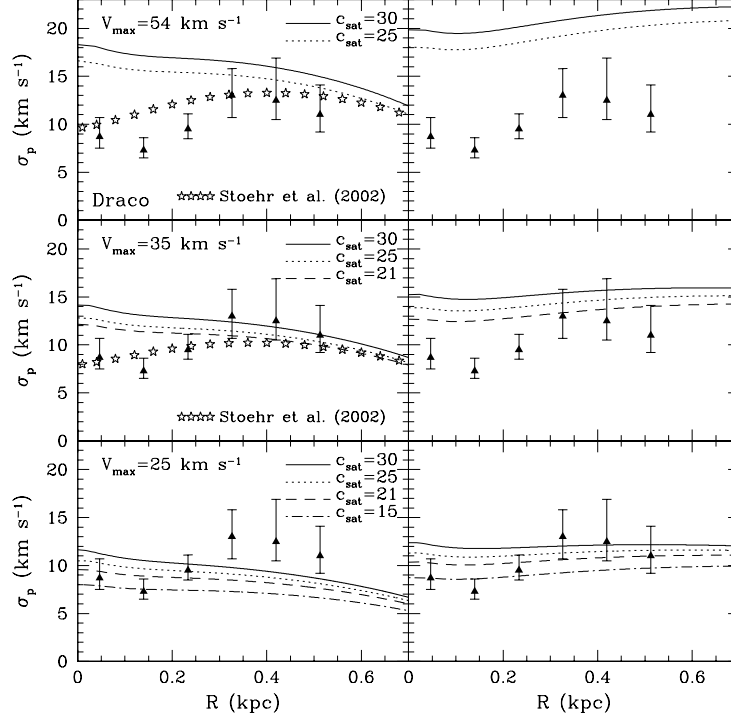 V_max=54 km s⁻¹
c_sat=30
c_sat=25
20
15
10
5
0
σ_p (km s⁻¹)
Draco
☆☆☆☆ Stoehr et al. (2002)
V_max=35 km s⁻¹
c_sat=30
c_sat=25
c_sat=21
20
15
10
5
0
σ_p (km s⁻¹)
☆☆☆☆ Stoehr et al. (2002)
V_max=25 km s⁻¹
c_sat=30
c_sat=25
c_sat=21
c_sat=15
20
15
10
5
0
σ_p (km s⁻¹)
0 0.2 0.4 0.6 0 0.2 0.4 0.6
R (kpc) R (kpc)